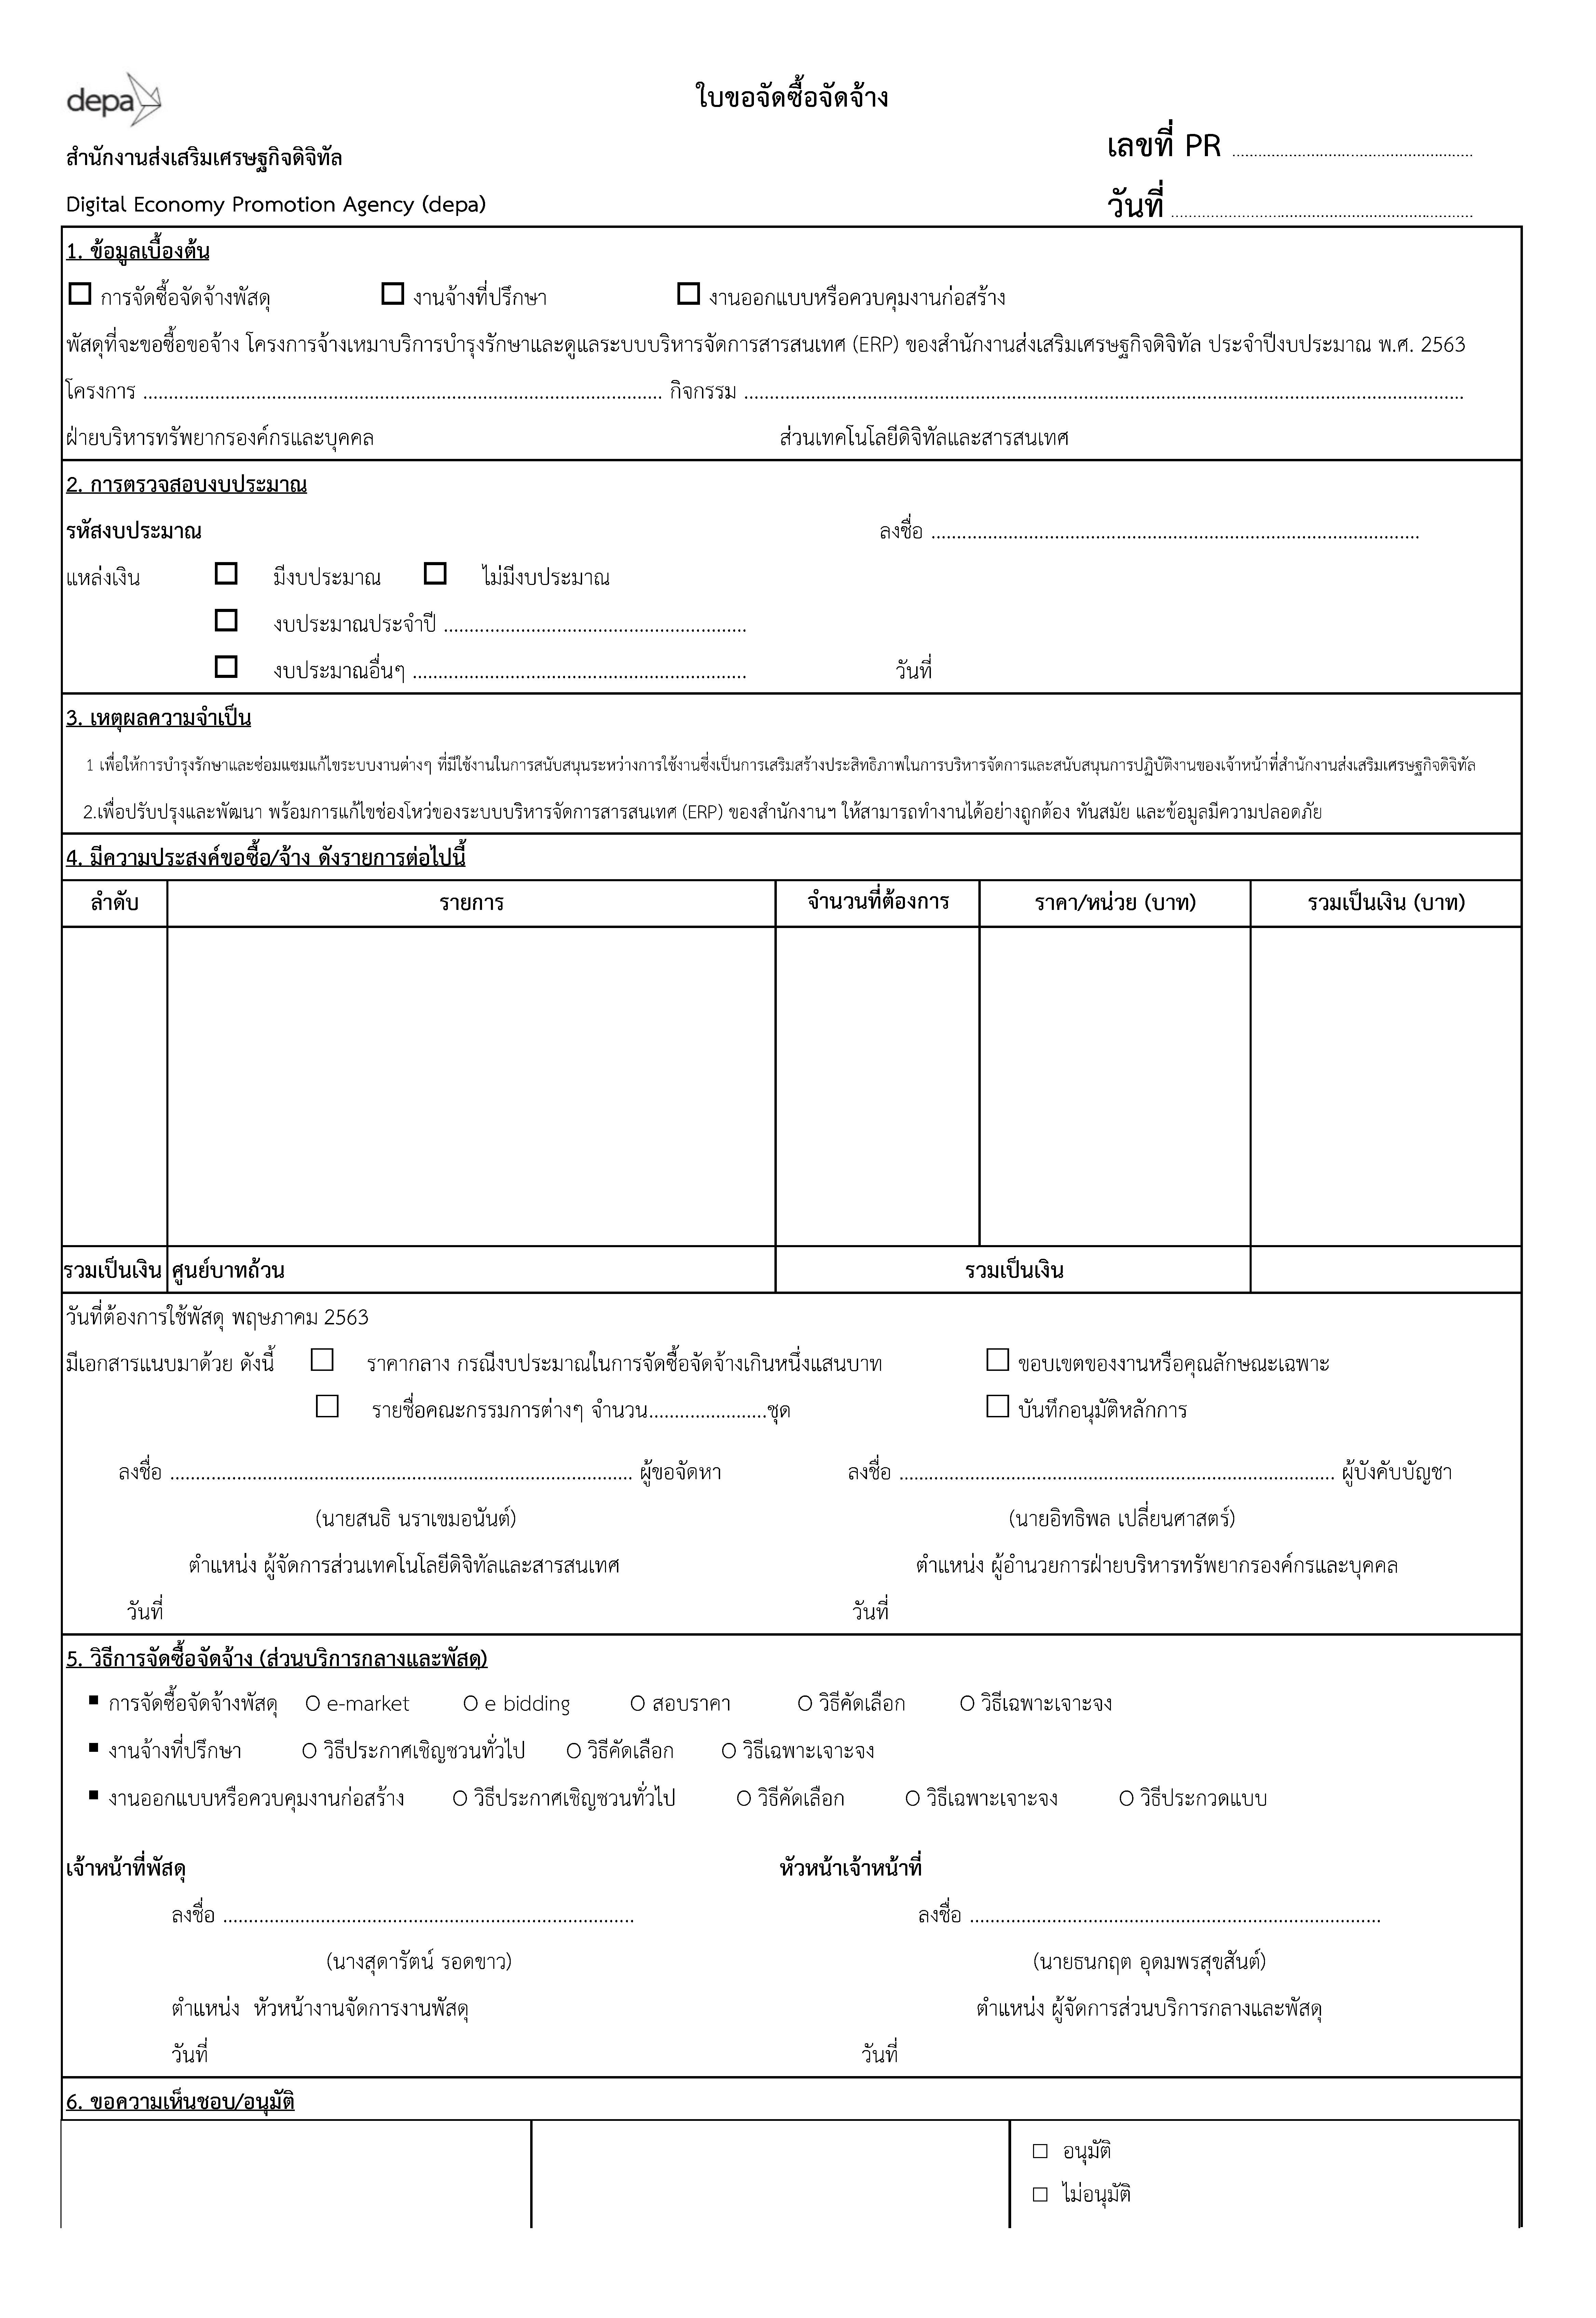 depa
ใบขอจัดซื้อจัดจ้าง
เลขที่ PR ........................................................
สำนักงานส่งเสริมเศรษฐกิจดิจิทัล
Digital Economy Promotion Agency (depa)
วันที่ ........................................................
1. ข้อมูลเบื้องต้น
☐ การจัดซื้อจัดจ้างพัสดุ ☐ งานจ้างที่ปรึกษา ☐ งานออกแบบหรือควบคุมงานก่อสร้าง
พัสดุที่จะขอซื้อขอจ้าง โครงการจ้างเหมาบริการบำรุงรักษาและดูแลระบบบริหารจัดการสารสนเทศ (ERP) ของสำนักงานส่งเสริมเศรษฐกิจดิจิทัล ประจำปีงบประมาณ พ.ศ. 2563
โครงการ ........................................................ กิจกรรม ........................................................
ฝ่ายบริหารทรัพยากรองค์กรและบุคคล ส่วนเทคโนโลยีดิจิทัลและสารสนเทศ
2. การตรวจสอบงบประมาณ
รหัสงบประมาณ ลงชื่อ ........................................................
แหล่งเงิน ☐ มีงบประมาณ ☐ ไม่มีงบประมาณ
☐ งบประมาณประจำปี ........................................................
☐ งบประมาณอื่นๆ ........................................................ วันที่
3. เหตุผลความจำเป็น
1 เพื่อให้การบำรุงรักษาและซ่อมแซมแก้ไขระบบงานต่างๆ ที่มีใช้งานในการสนับสนุนระหว่างการใช้งานซึ่งเป็นการเสริมสร้างประสิทธิภาพในการบริหารจัดการและสนับสนุนการปฏิบัติงานของเจ้าหน้าที่สำนักงานส่งเสริมเศรษฐกิจดิจิทัล
2.เพื่อปรับปรุงและพัฒนา พร้อมการแก้ไขช่องโหว่ของระบบบริหารจัดการสารสนเทศ (ERP) ของสำนักงานฯ ให้สามารถทำงานได้อย่างถูกต้อง ทันสมัย และข้อมูลมีความปลอดภัย
4. มีความประสงค์ขอซื้อ/จ้าง ดังรายการต่อไปนี้
ลำดับ รายการ จำนวนที่ต้องการ ราคา/หน่วย (บาท) รวมเป็นเงิน (บาท)
รวมเป็นเงิน ศูนย์บาทถ้วน รวมเป็นเงิน
วันที่ต้องการใช้พัสดุ พฤษภาคม 2563
มีเอกสารแนบมาด้วย ดังนี้ ☐ ราคากลาง กรณีงบประมาณในการจัดซื้อจัดจ้างเกินหนึ่งแสนบาท ☐ ขอบเขตของงานหรือคุณลักษณะเฉพาะ
☐ รายชื่อคณะกรรมการต่างๆ จำนวน.......................ชุด ☐ บันทึกอนุมัติหลักการ
ลงชื่อ ........................................................ ผู้ขอจัดหา ลงชื่อ ........................................................ ผู้บังคับบัญชา
(นายสนธิ นราเขมอนันต์) (นายอิทธิพล เปลี่ยนศาสตร์)
ตำแหน่ง ผู้จัดการส่วนเทคโนโลยีดิจิทัลและสารสนเทศ ตำแหน่ง ผู้อำนวยการฝ่ายบริหารทรัพยากรองค์กรและบุคคล
วันที่ วันที่
5. วิธีการจัดซื้อจัดจ้าง (ส่วนบริการกลางและพัสดุ)
▪ การจัดซื้อจัดจ้างพัสดุ O e-market O e bidding O สอบราคา O วิธีคัดเลือก O วิธีเฉพาะเจาะจง
▪ งานจ้างที่ปรึกษา O วิธีประกาศเชิญชวนทั่วไป O วิธีคัดเลือก O วิธีเฉพาะเจาะจง
▪ งานออกแบบหรือควบคุมงานก่อสร้าง O วิธีประกาศเชิญชวนทั่วไป O วิธีคัดเลือก O วิธีเฉพาะเจาะจง O วิธีประกวดแบบ
เจ้าหน้าที่พัสดุ หัวหน้าเจ้าหน้าที่
ลงชื่อ ........................................................ ลงชื่อ ........................................................
(นางสุดารัตน์ รอดขาว) (นายธนกฤต อุดมพรสุขสันต์)
ตำแหน่ง หัวหน้างานจัดการงานพัสดุ ตำแหน่ง ผู้จัดการส่วนบริการกลางและพัสดุ
วันที่ วันที่
6. ขอความเห็นชอบ/อนุมัติ
☐ อนุมัติ
☐ ไม่อนุมัติ